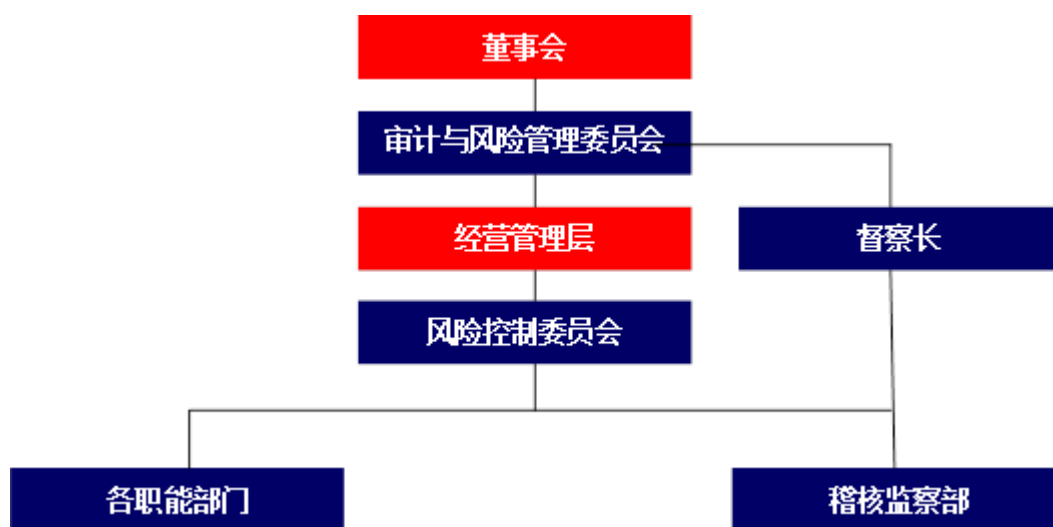 董事会
审计与风险管理委员会
经营管理层
督察长
风险控制委员会
各职能部门
稽核监察部